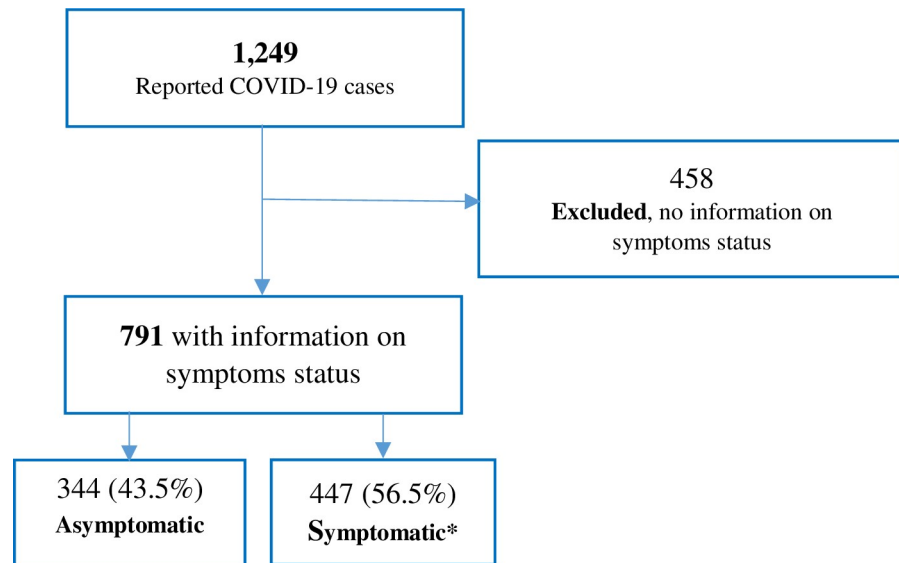 1,249
Reported COVID-19 cases
458
Excluded, no information on
symptoms status
791 with information on
symptoms status
344 (43.5%)
Asymptomatic
447 (56.5%)
Symptomatic*